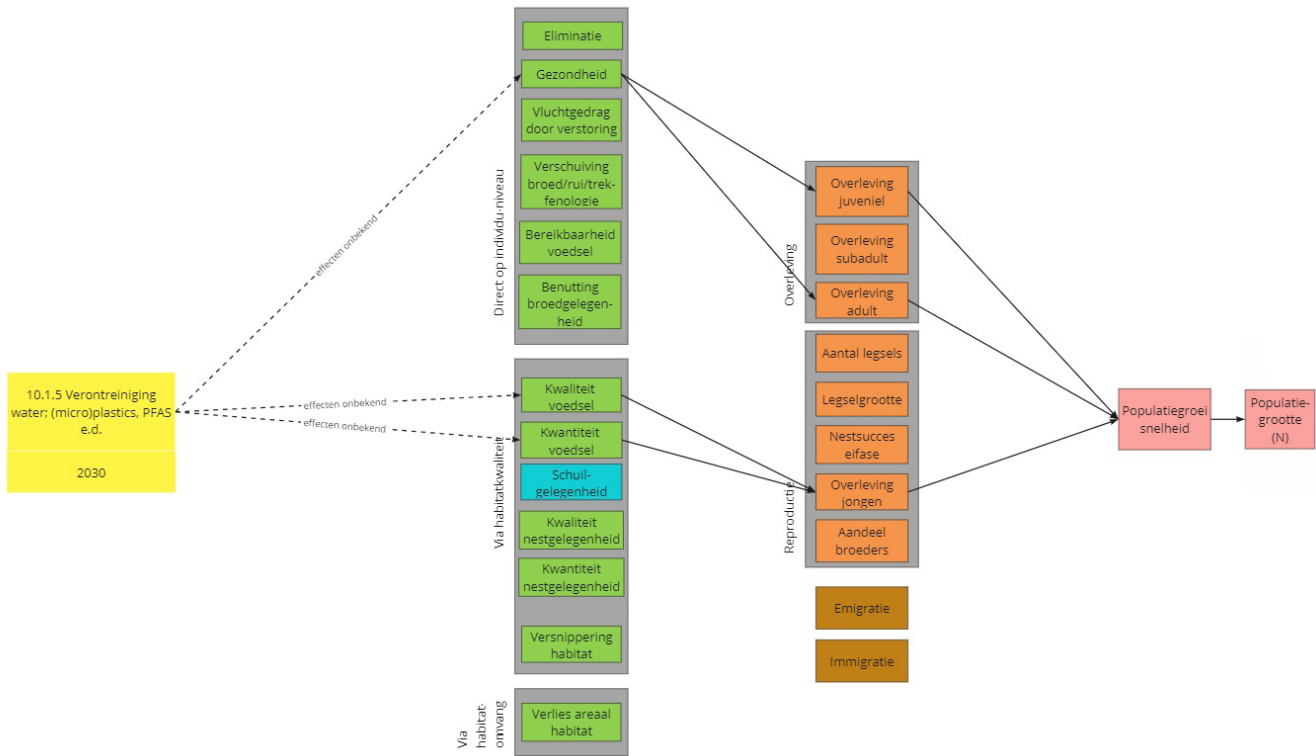 10.1.5 Verontreiniging
water; (micro)plastics, PFAS
e.d.
2030
effecten onbekend
effecten onbekend
effecten onbekend
Direct op individu-niveau
Eliminatie
Gezondheid
Vluchtgedrag
door verstoring
Verschuiving
broed/rui/trek-
fenologie
Bereikbaarheid
voedsel
Benutting
broedgelegen-
heid
Via habitatkwaliteit
Kwaliteit
voedsel
Kwantiteit
voedsel
Schuil-
gelegenheid
Kwaliteit
nestgelegenheid
Kwantiteit
nestgelegenheid
Versnippering
habitat
Via
habitat-
omvang
Verlies areaal
habitat
Overleving
Overleving
juveniel
Overleving
subadult
Overleving
adult
Reproductie
Aantal legsels
Legselgrootte
Nestsucces
eifase
Overleving
jongen
Aandeel
broeders
Emigratie
Immigratie
Populatiegroei
snelheid
Populatie-
grootte
(N)